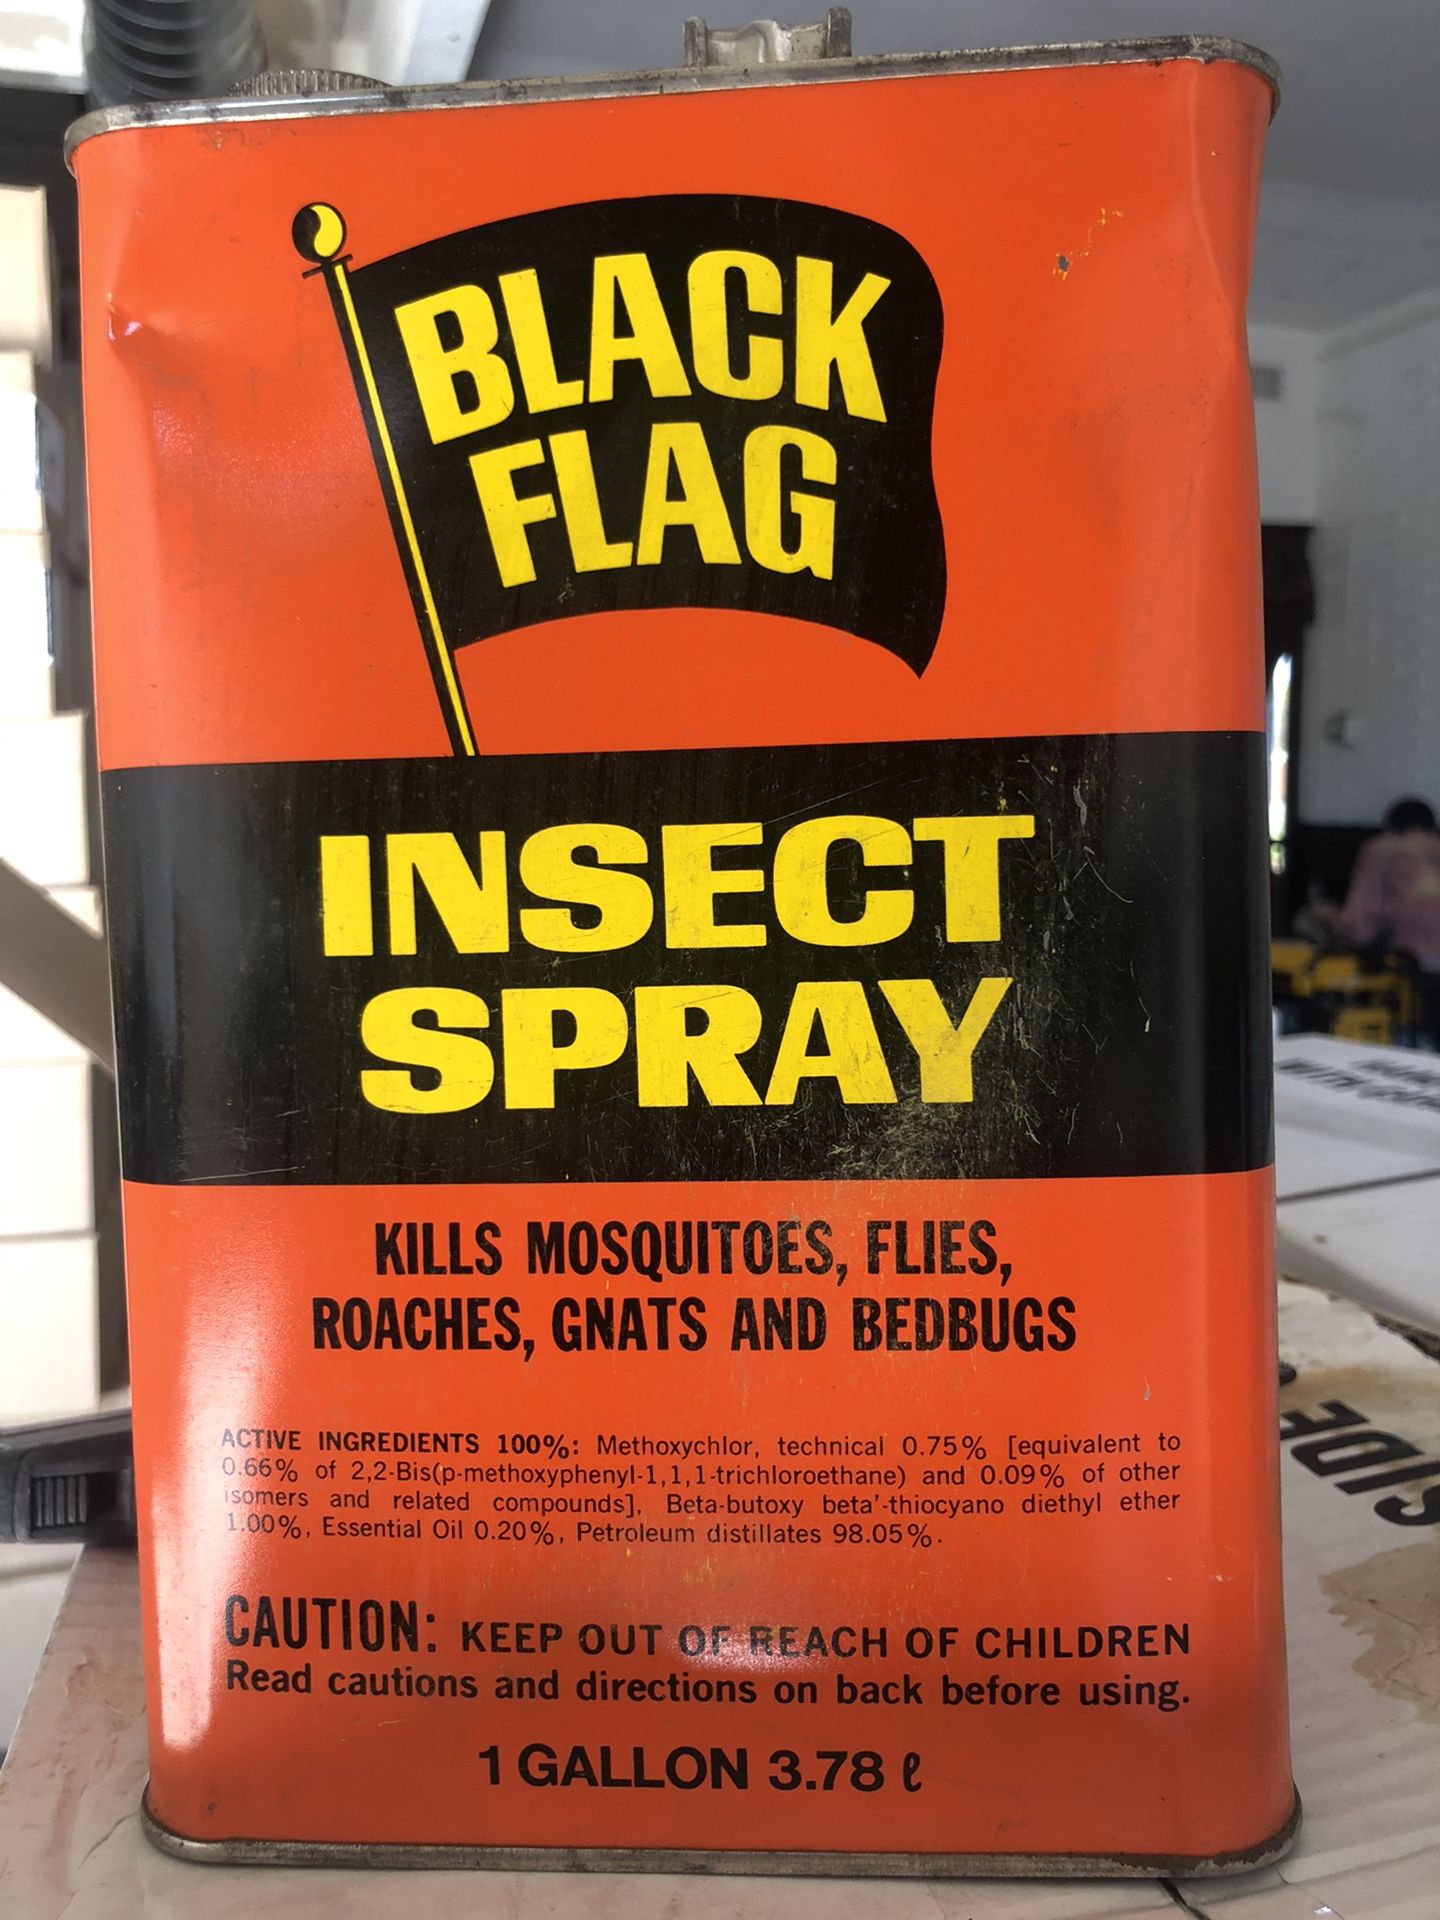 BLACK
FLAG
INSECT
SPRAY
KILLS MOSQUITOES, FLIES,
ROACHES, GNATS AND BEDBUGS
ACTIVE INGREDIENTS 100%: Methoxychlor, technical 0.75% [equivalent to
0.66% of 2,2-Bis(p-methoxyphenyl-1,1,1-trichloroethane) and 0.09% of other
isomers and related compounds], Beta-butoxy beta'-thiocyano diethyl ether
1.00%, Essential Oil 0.20%, Petroleum distillates 98.05%.
CAUTION: KEEP OUT OF REACH OF CHILDREN
Read cautions and directions on back before using.
1 GALLON 3.78 ℓ
SIDE